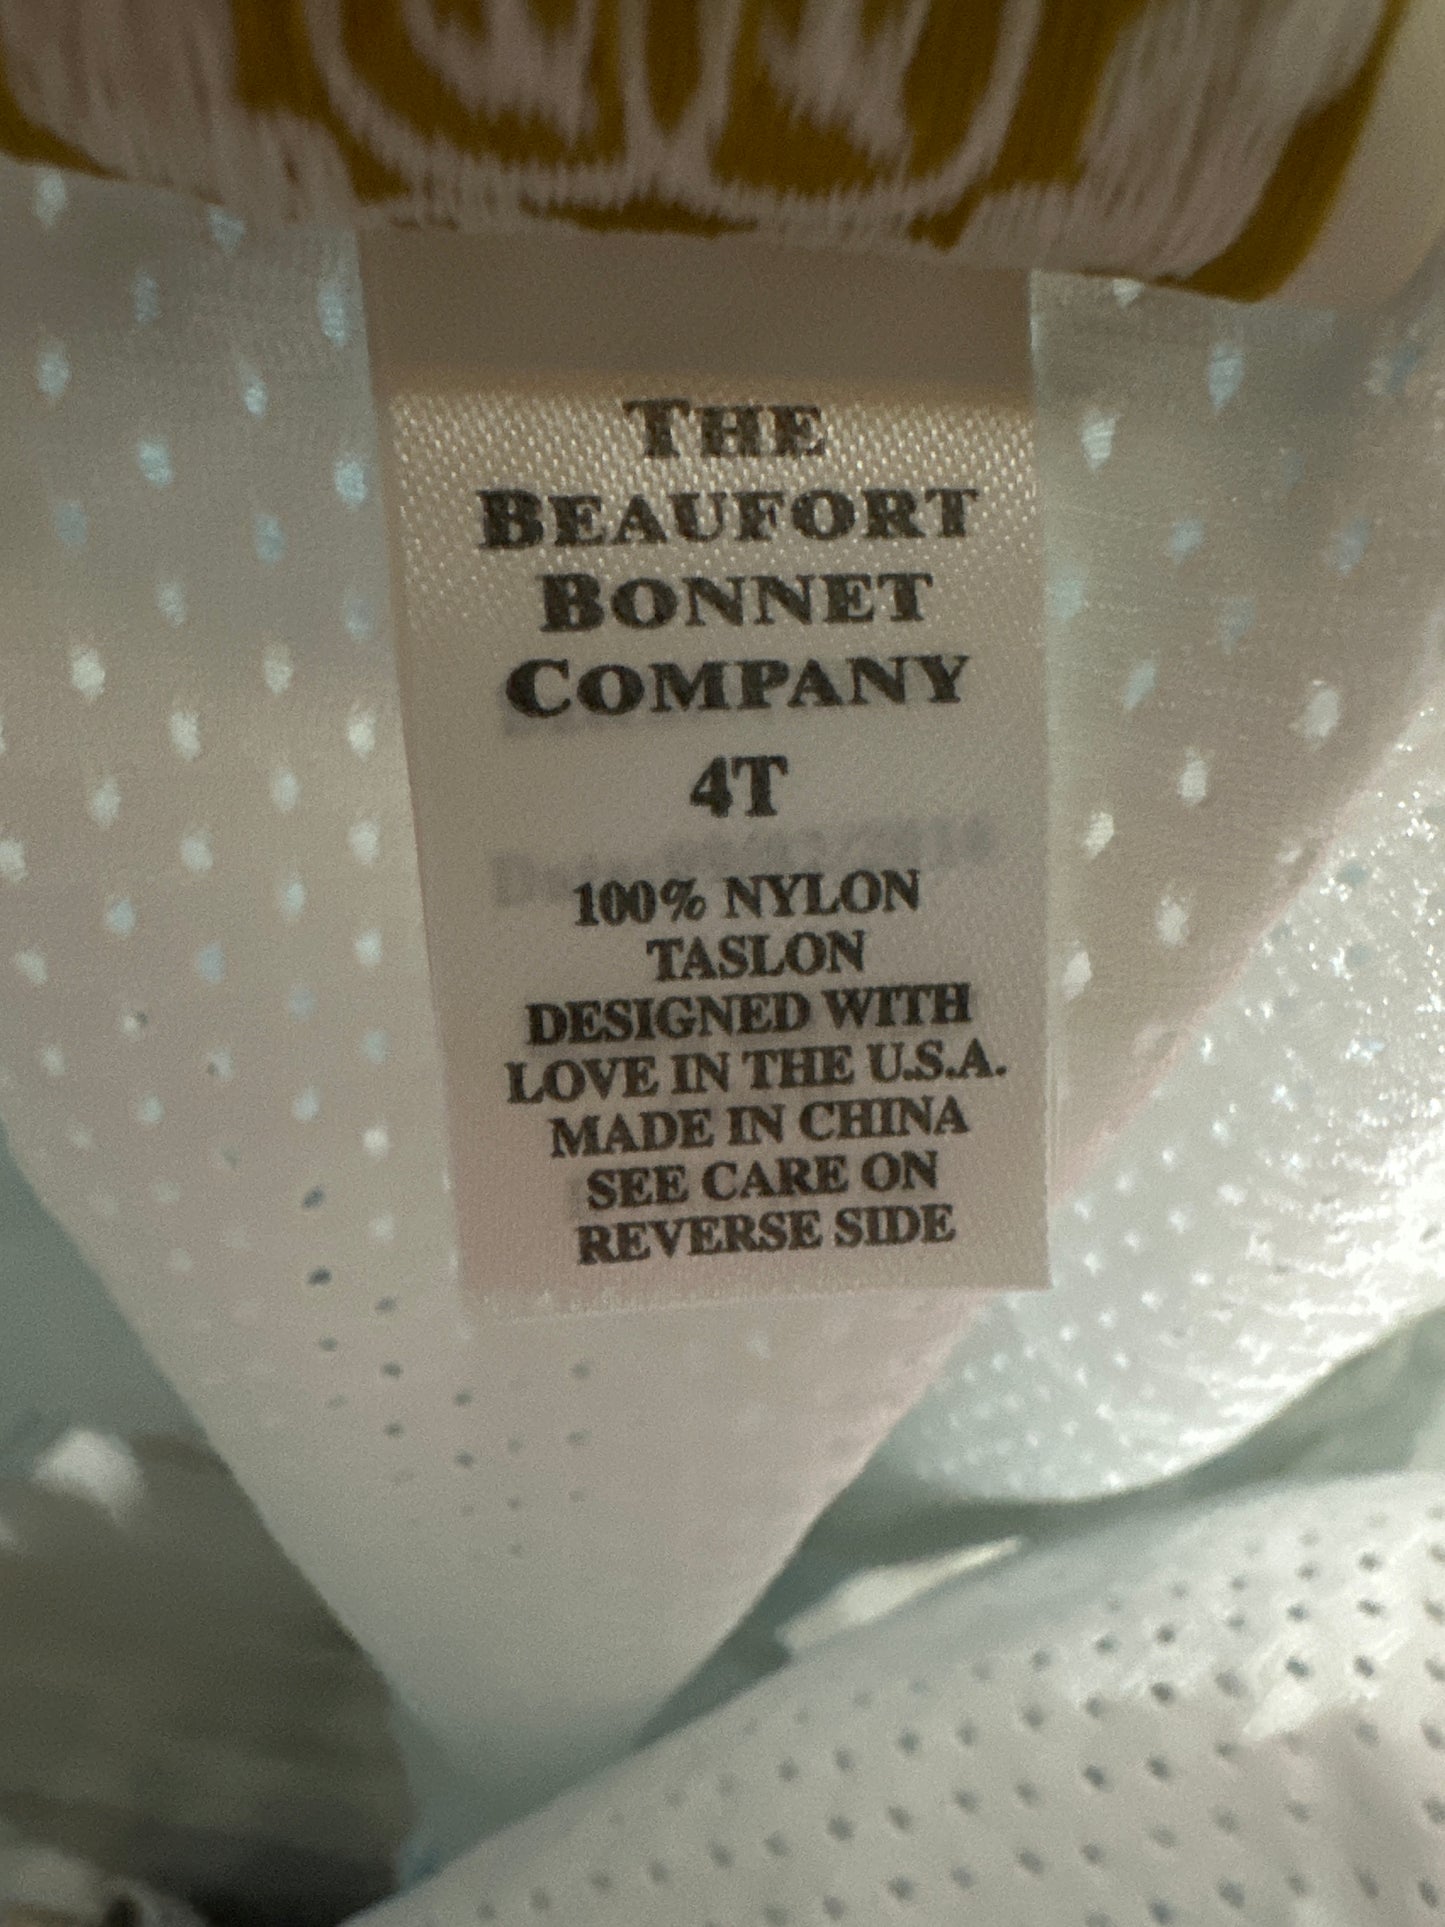 THE
BEAUFORT
BONNET
COMPANY
4T
100% NYLON
TASLON
DESIGNED WITH
LOVE IN THE U.S.A.
MADE IN CHINA
SEE CARE ON
REVERSE SIDE